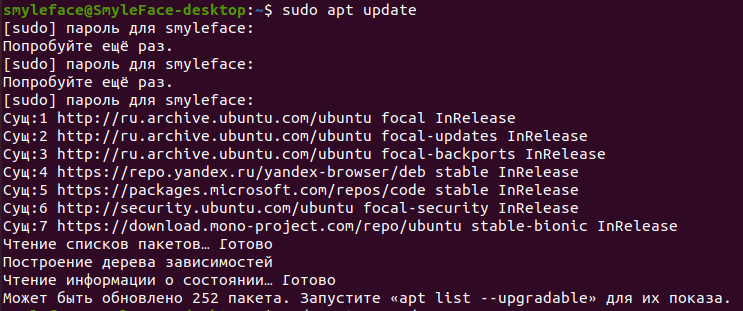 smyleface@SmyleFace-desktop:~$ sudo apt update
[sudo] пароль для smyleface:
Попробуйте ещё раз.
[sudo] пароль для smyleface:
Попробуйте ещё раз.
[sudo] пароль для smyleface:
Сущ:1 http://ru.archive.ubuntu.com/ubuntu focal InRelease
Сущ:2 http://ru.archive.ubuntu.com/ubuntu focal-updates InRelease
Сущ:3 http://ru.archive.ubuntu.com/ubuntu focal-backports InRelease
Сущ:4 https://repo.yandex.ru/yandex-browser/deb stable InRelease
Сущ:5 https://packages.microsoft.com/repos/code stable InRelease
Сущ:6 http://security.ubuntu.com/ubuntu focal-security InRelease
Сущ:7 https://download.mono-project.com/repo/ubuntu stable-bionic InRelease
Чтение списков пакетов… Готово
Построение дерева зависимостей
Чтение информации о состоянии… Готово
Может быть обновлено 252 пакета. Запустите «apt list --upgradable» для их показа.